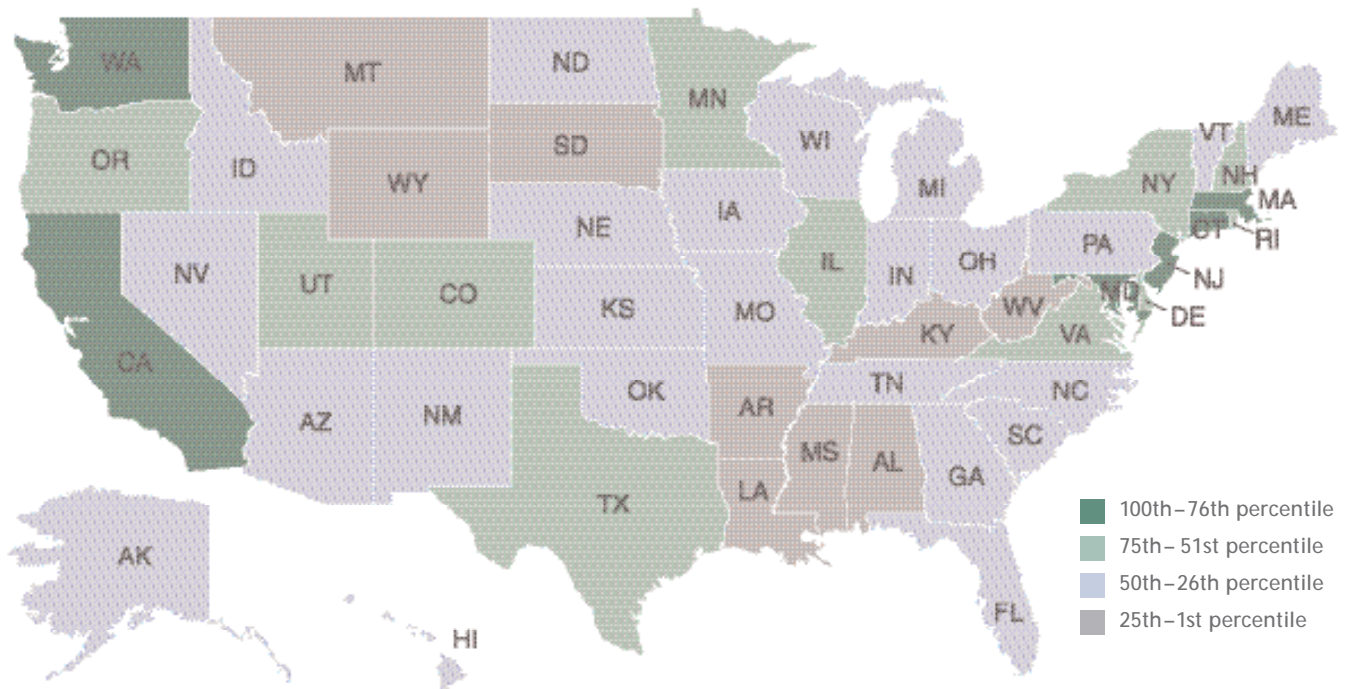 WA
MT
ND
MN
OR
ID
WY
SD
WI
MI
VT
ME
NH
NY
MA
CT
RI
NV
UT
CO
NE
IA
IL
IN
OH
PA
NJ
MD
DE
CA
KS
MO
KY
WV
VA
AZ
NM
OK
AR
TN
NC
SC
TX
LA
MS
AL
GA
FL
AK
HI
100th–76th percentile
75th–51st percentile
50th–26th percentile
25th–1st percentile